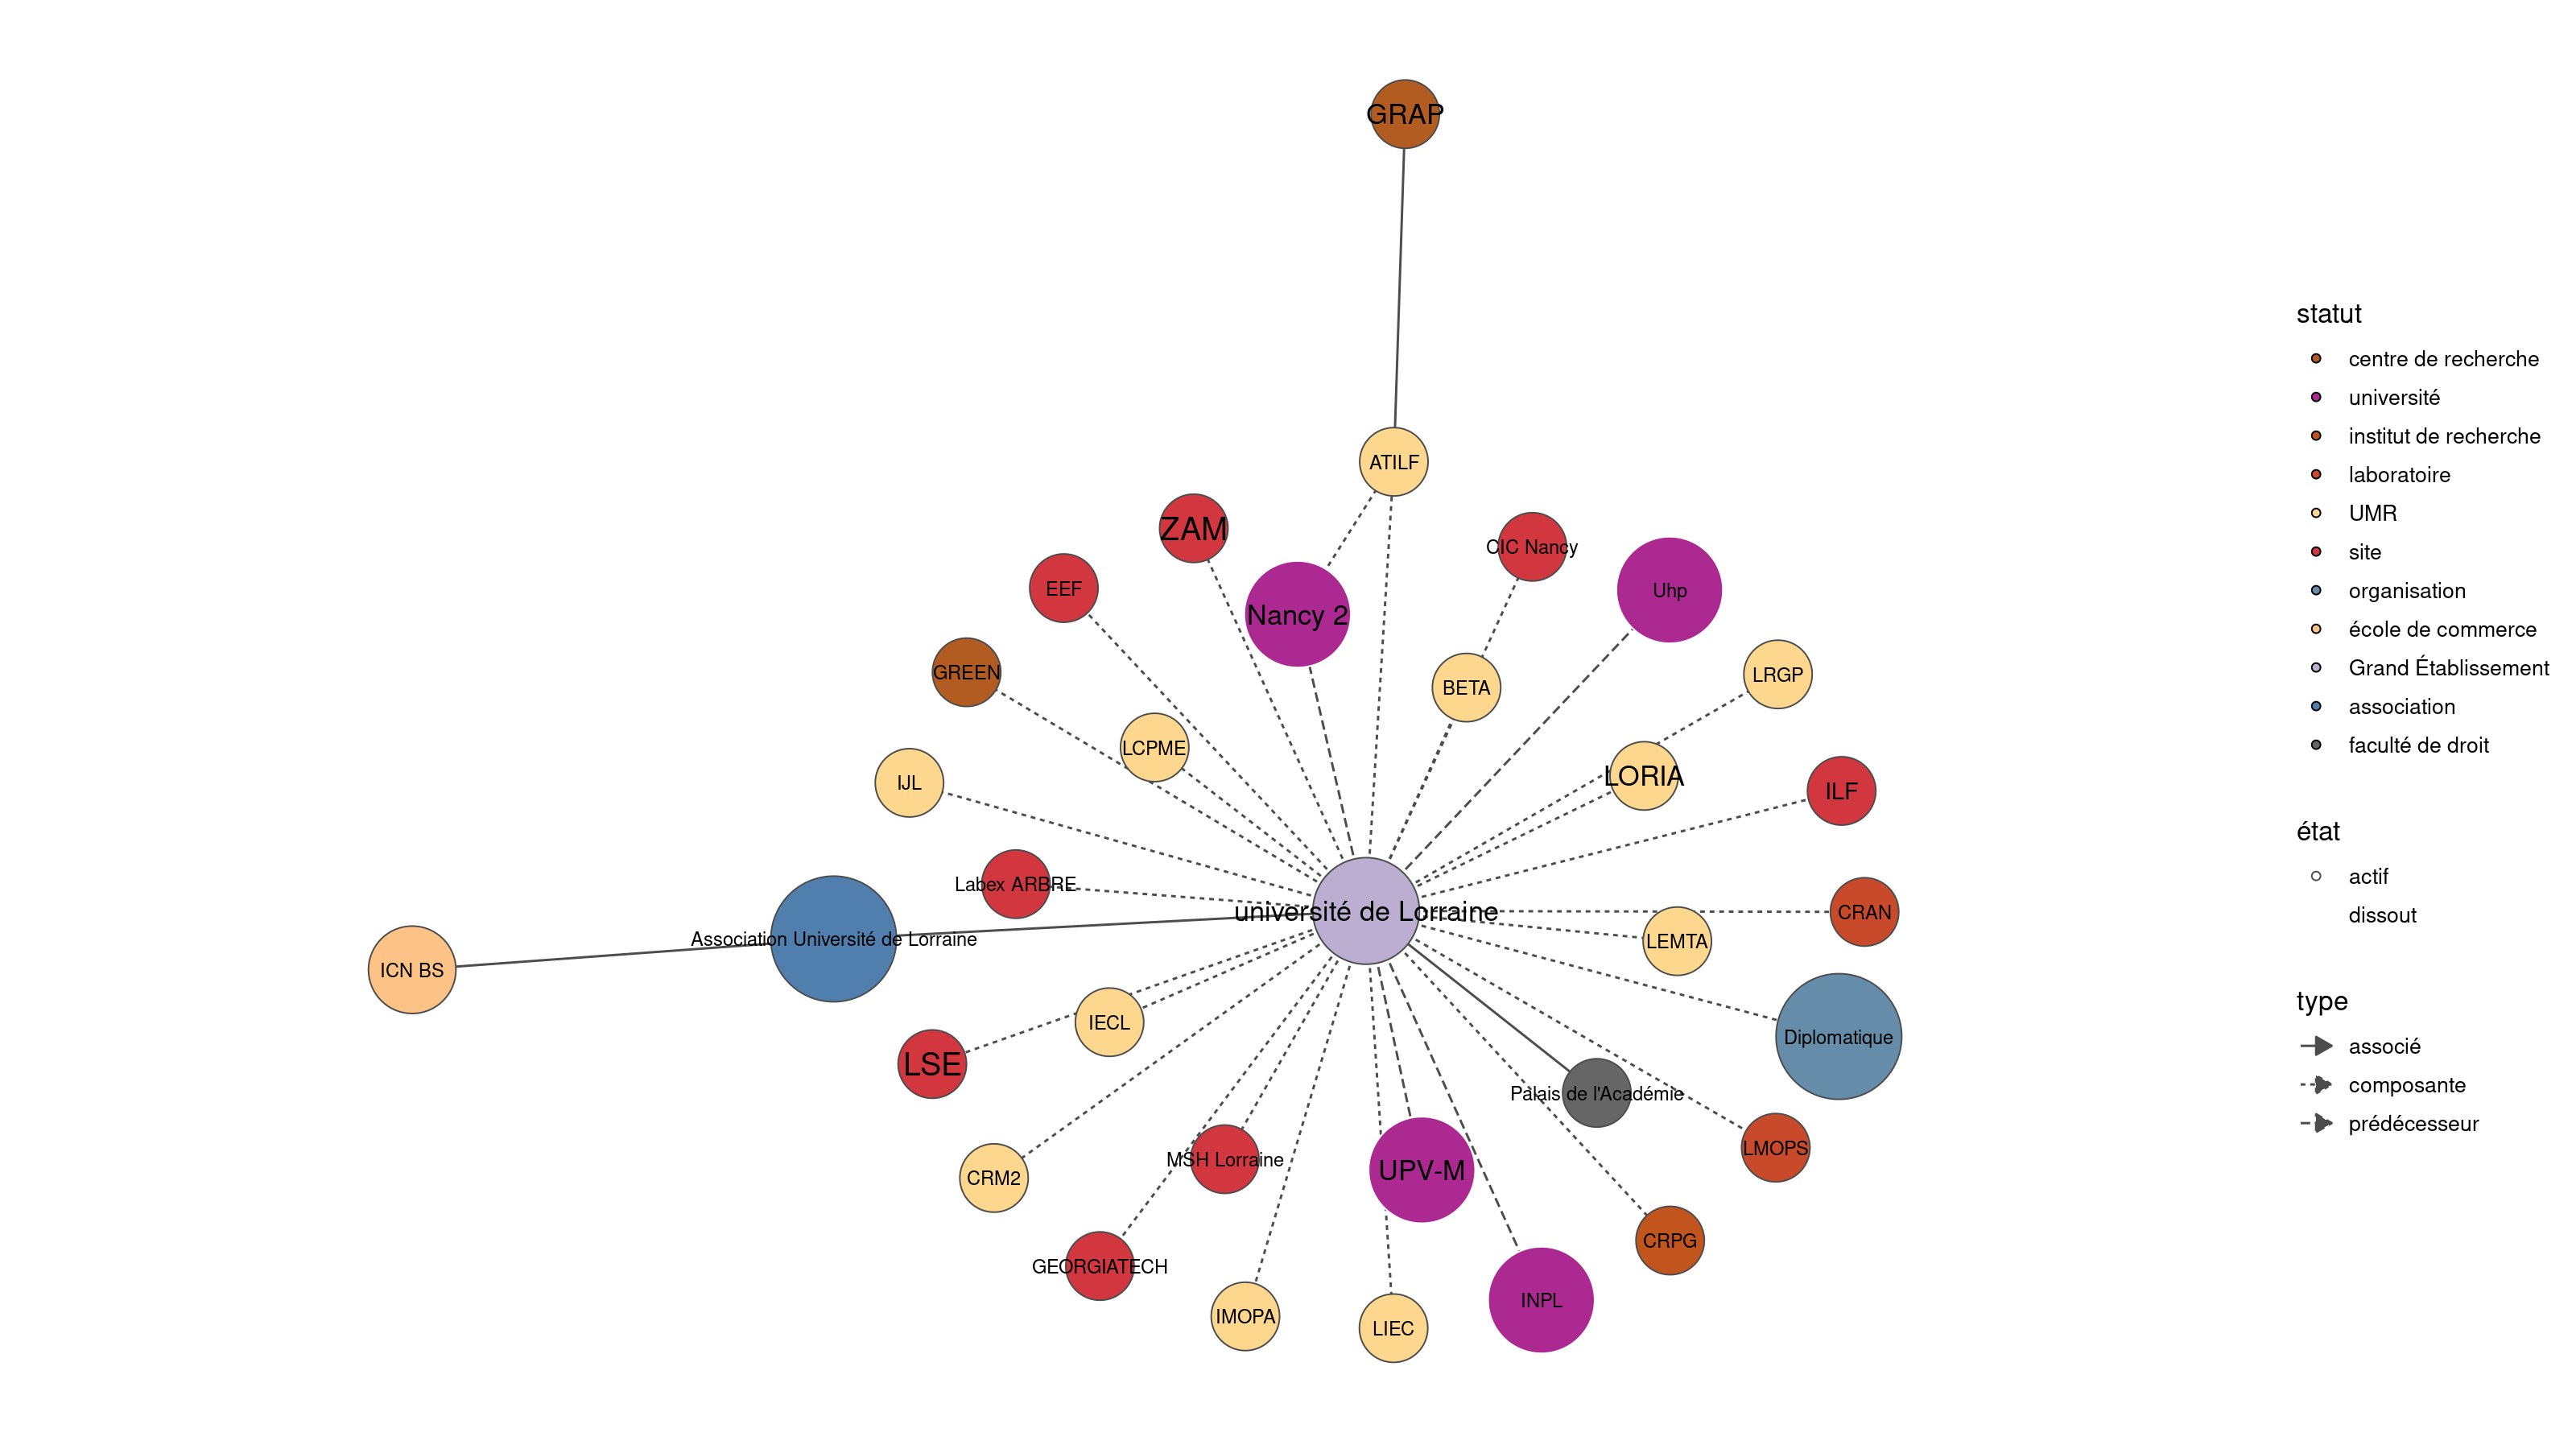 GRAP
ATILF
ZAM
CIC Nancy
EEF
Uhp
Nancy 2
GREEN
LRGP
BETA
LCPME
LORIA
IJL
ILF
Labex ARBRE
université de Lorraine
CRAN
Association Université de Lorraine
LEMTA
ICN BS
IECL
Diplomatique
LSE
Palais de l'Académie
LMOPS
MSH Lorraine
UPV-M
CRM2
CRPG
GEORGIATECH
INPL
IMOPA
LIEC
statut
centre de recherche
université
institut de recherche
laboratoire
UMR
site
organisation
école de commerce
Grand Établissement
association
faculté de droit
état
actif
dissout
type
associé
composante
prédécesseur